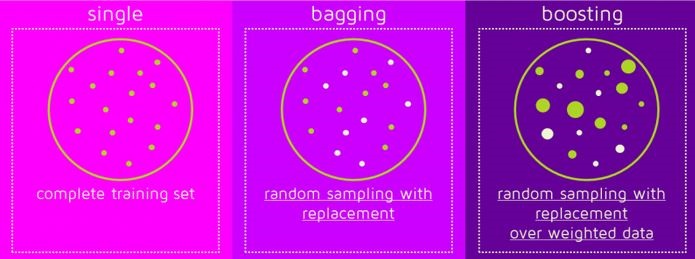 single
complete training set
bagging
random sampling with
replacement
boosting
random sampling with
replacement
over weighted data